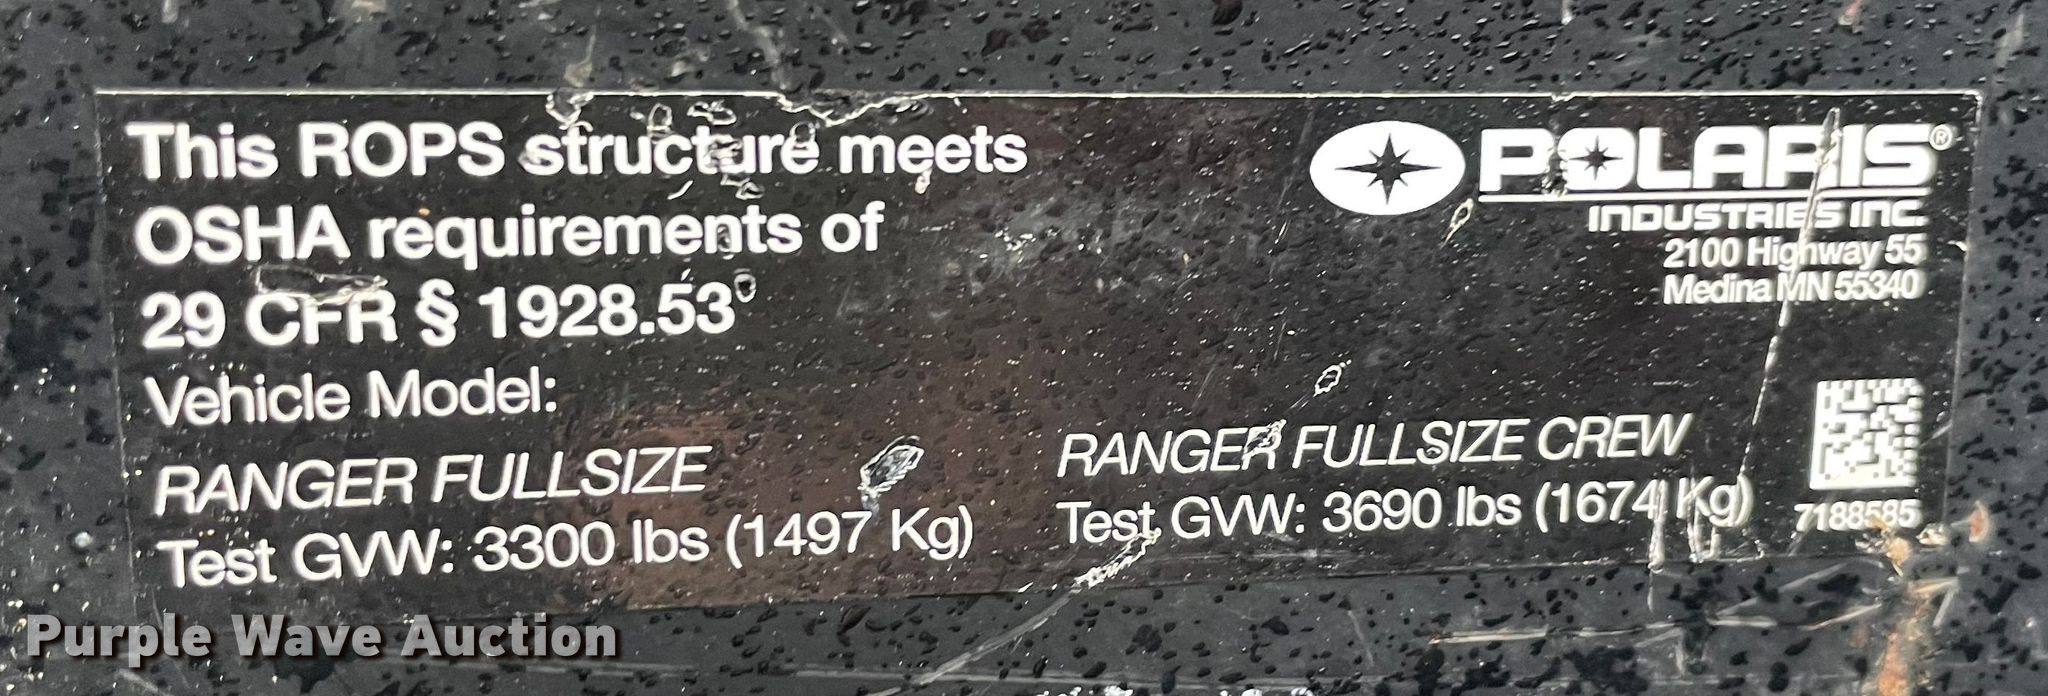 This ROPS structure meets
OSHA requirements of
29 CFR § 1928.53
Vehicle Model:
RANGER FULLSIZE
Test GVW: 3300 lbs (1497 Kg)
RANGER FULLSIZE CREW
Test GVW: 3690 lbs (1674 Kg)
POLARIS®
INDUSTRIES INC.
2100 Highway 55
Medina MN 55340
7188585
Purple Wave Auction